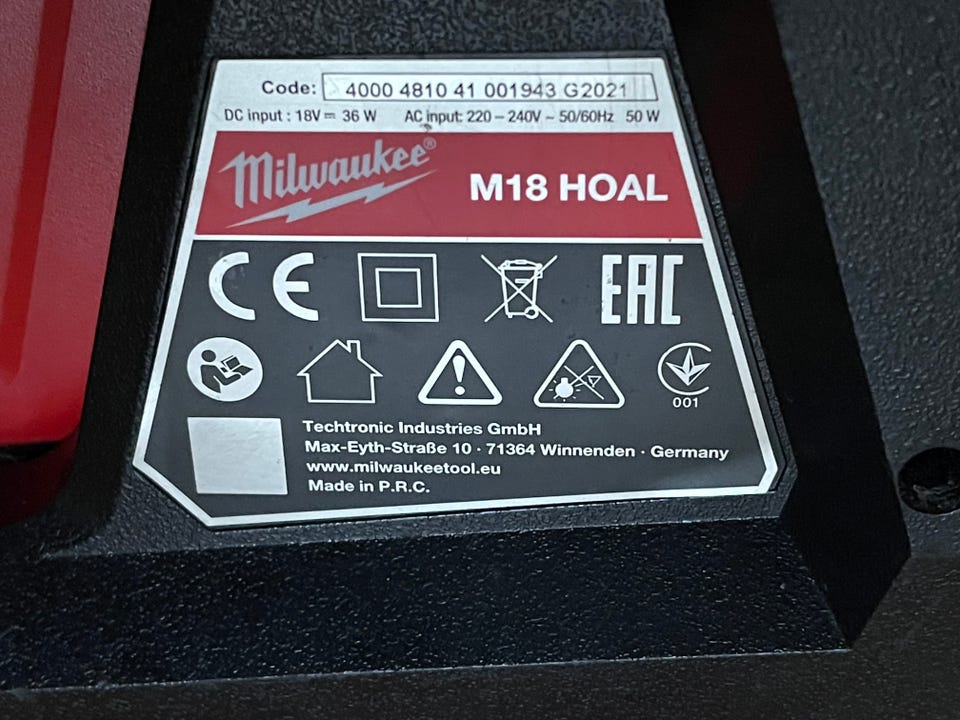 Code: 4000 4810 41 001943 G2021
DC input : 18V⎓ 36 W AC input: 220 – 240V ~ 50/60Hz 50 W
Milwaukee®
M18 HOAL
CE EAC
001
Techtronic Industries GmbH
Max-Eyth-Straße 10 · 71364 Winnenden · Germany
www.milwaukeetool.eu
Made in P.R.C.